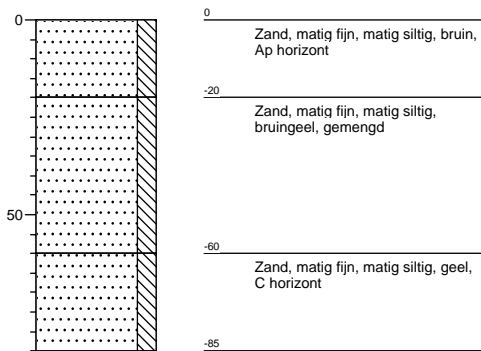 0
0
Zand, matig fijn, matig siltig, bruin,
Ap horizont
-20
Zand, matig fijn, matig siltig,
bruingeel, gemengd
50
-60
Zand, matig fijn, matig siltig, geel,
C horizont
-85